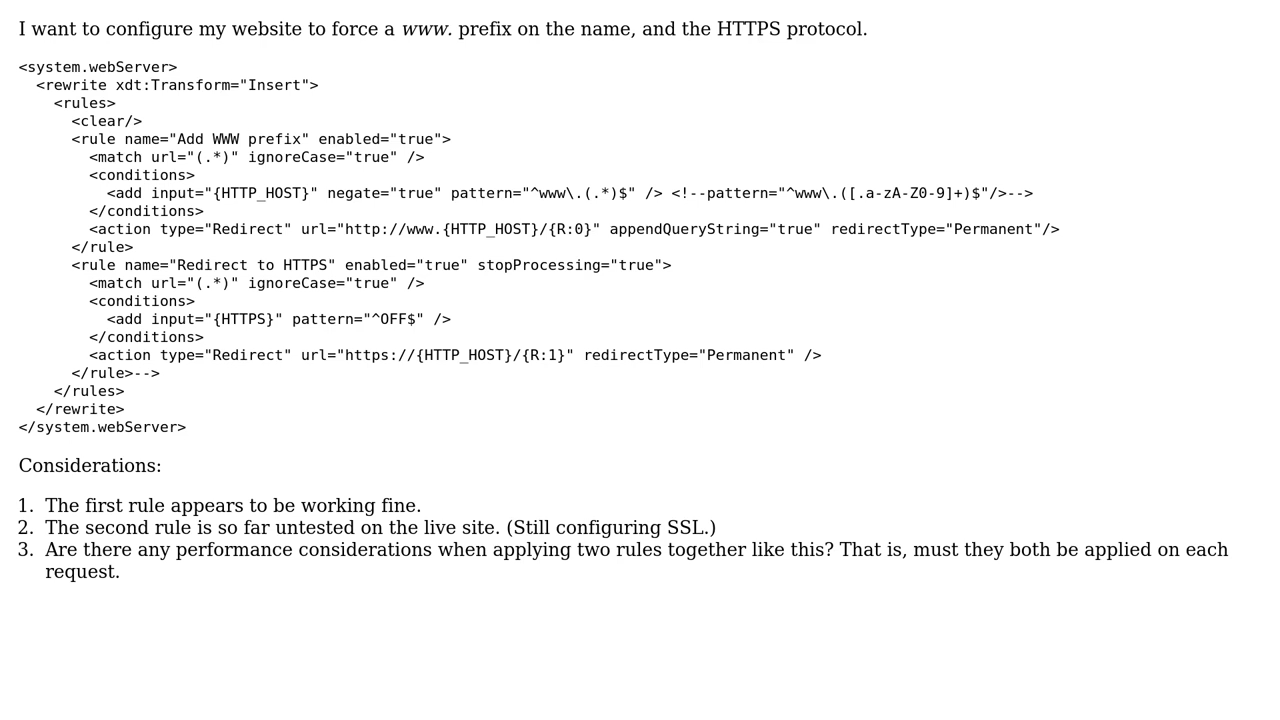 I want to configure my website to force a www. prefix on the name, and the HTTPS protocol.
<system.webServer>
  <rewrite xdt:Transform="Insert">
    <rules>
      <clear/>
      <rule name="Add WWW prefix" enabled="true">
        <match url="(.*)" ignoreCase="true" />
        <conditions>
          <add input="{HTTP_HOST}" negate="true" pattern="^www\.(.*)$" /> <!--pattern="^www\.([.a-zA-Z0-9]+)$"/>-->
        </conditions>
        <action type="Redirect" url="http://www.{HTTP_HOST}/{R:0}" appendQueryString="true" redirectType="Permanent"/>
      </rule>
      <rule name="Redirect to HTTPS" enabled="true" stopProcessing="true">
        <match url="(.*)" ignoreCase="true" />
        <conditions>
          <add input="{HTTPS}" pattern="^OFF$" />
        </conditions>
        <action type="Redirect" url="https://{HTTP_HOST}/{R:1}" redirectType="Permanent" />
      </rule>-->
    </rules>
  </rewrite>
</system.webServer>
Considerations:
1. The first rule appears to be working fine.
2. The second rule is so far untested on the live site. (Still configuring SSL.)
3. Are there any performance considerations when applying two rules together like this? That is, must they both be applied on each
request.